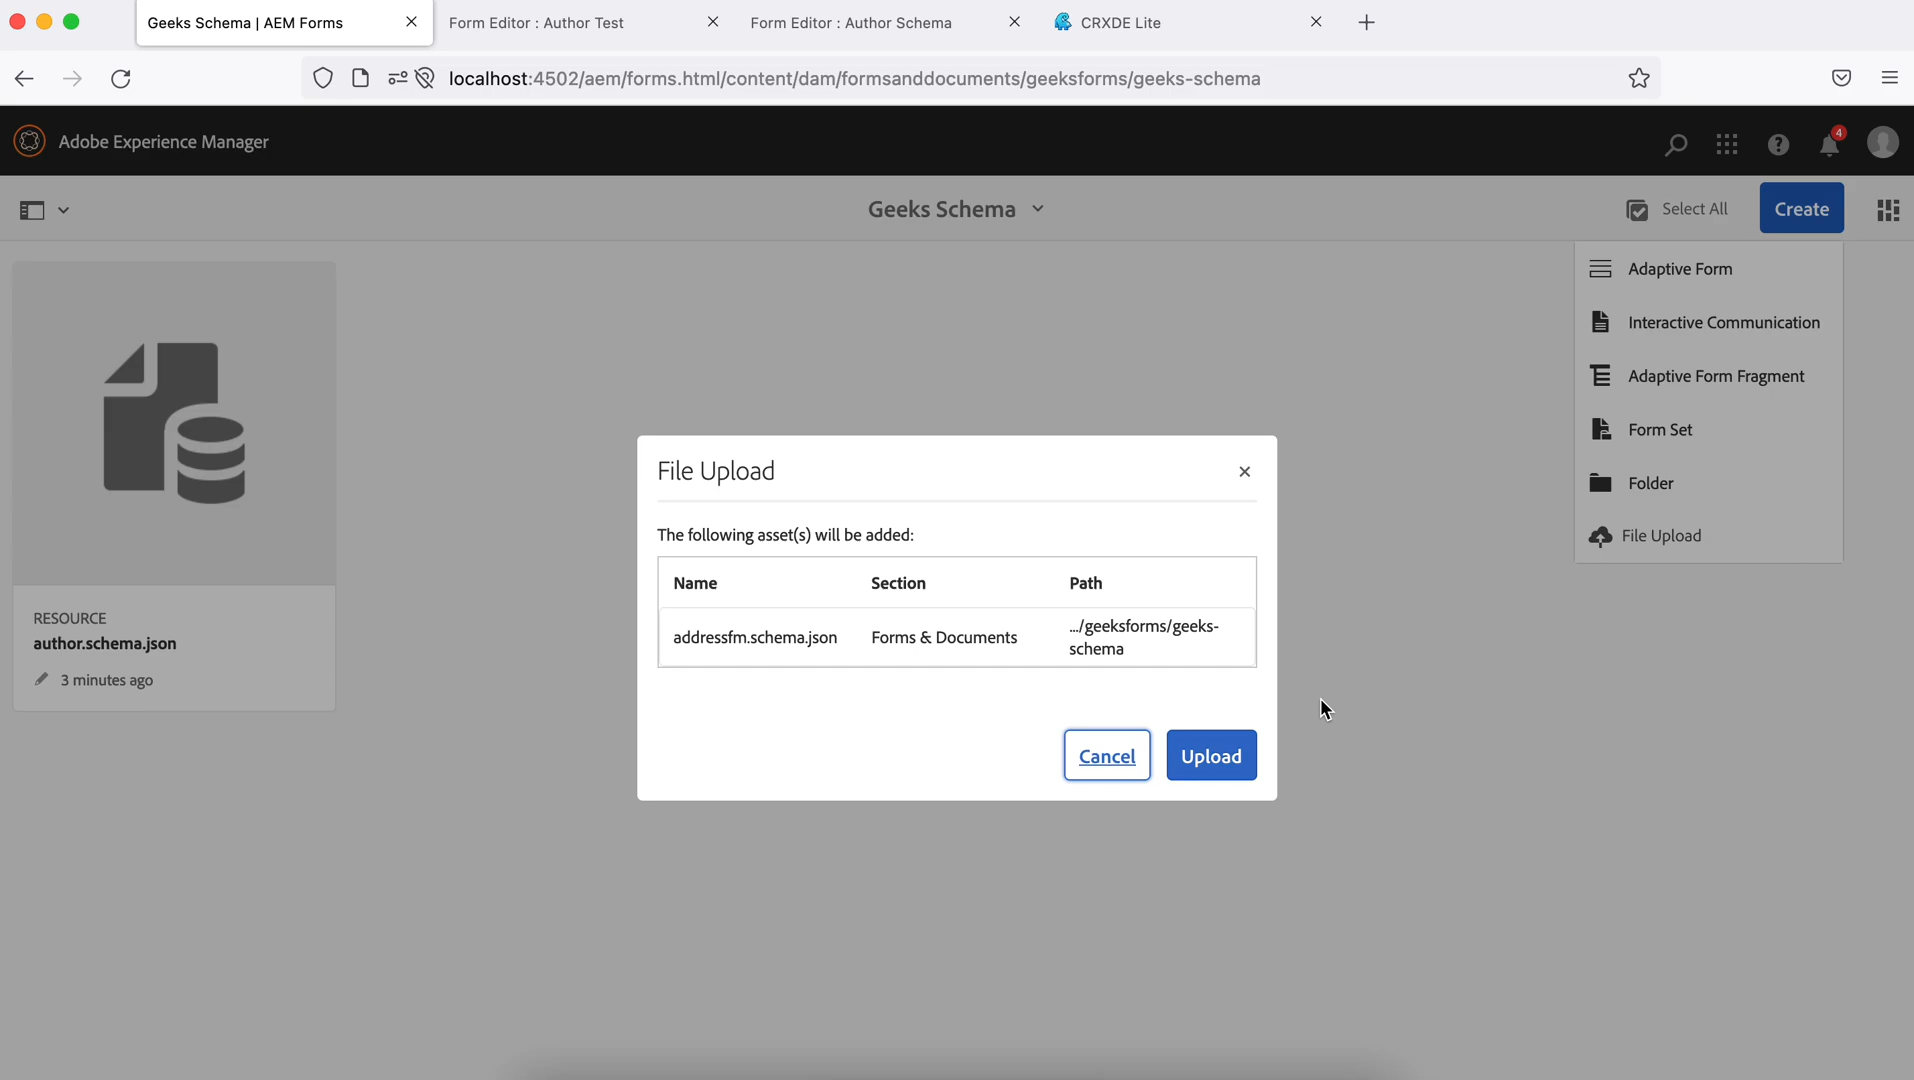 Geeks Schema | AEM Forms
Form Editor : Author Test
Form Editor : Author Schema
CRXDE Lite
localhost:4502/aem/forms.html/content/dam/formsanddocuments/geeksforms/geeks-schema
Adobe Experience Manager
4
Geeks Schema
Select All
Create
Adaptive Form
Interactive Communication
Adaptive Form Fragment
Form Set
Folder
File Upload
RESOURCE
author.schema.json
3 minutes ago
File Upload
The following asset(s) will be added:
Name Section Path
addressfm.schema.json Forms & Documents .../geeksforms/geeks-
schema
Cancel Upload